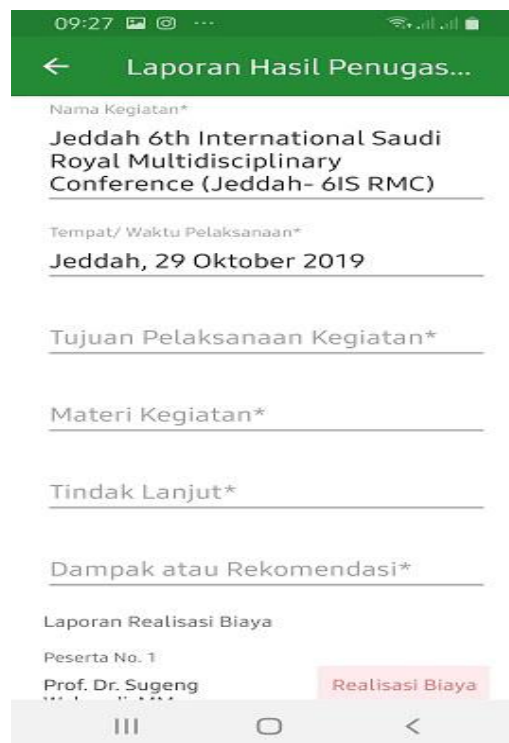 09:27
Laporan Hasil Penugas...
Nama Kegiatan*
Jeddah 6th International Saudi
Royal Multidisciplinary
Conference (Jeddah- 6IS RMC)
Tempat/ Waktu Pelaksanaan*
Jeddah, 29 Oktober 2019
Tujuan Pelaksanaan Kegiatan*
Materi Kegiatan*
Tindak Lanjut*
Dampak atau Rekomendasi*
Laporan Realisasi Biaya
Peserta No. 1
Prof. Dr. Sugeng
Realisasi Biaya